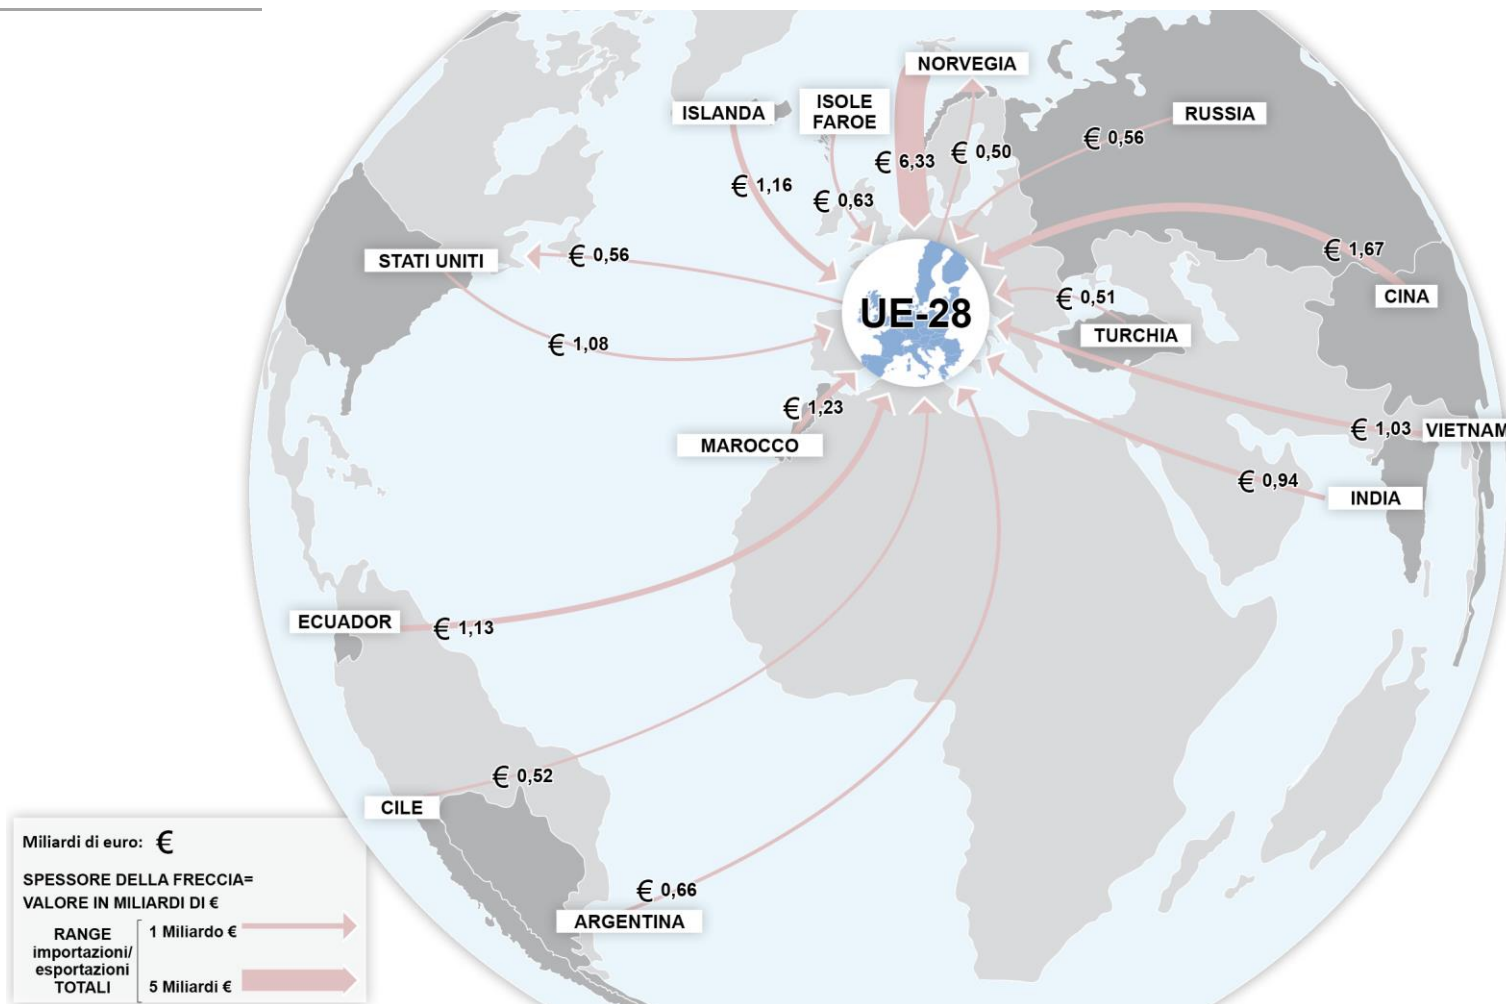 NORVEGIA
ISLANDA
ISOLE
FAROE
RUSSIA
€ 6,33
€ 0,50
€ 0,56
€ 1,16
€ 0,63
STATI UNITI
€ 0,56
€ 1,67
CINA
UE-28
€ 0,51
TURCHIA
€ 1,08
€ 1,23
MAROCCO
€ 1,03
VIETNAM
€ 0,94
INDIA
ECUADOR
€ 1,13
€ 0,52
CILE
€ 0,66
ARGENTINA
Miliardi di euro: €
SPESSORE DELLA FRECCIA=
VALORE IN MILIARDI DI €
RANGE
importazioni/
esportazioni
TOTALI
1 Miliardo €
5 Miliardi €